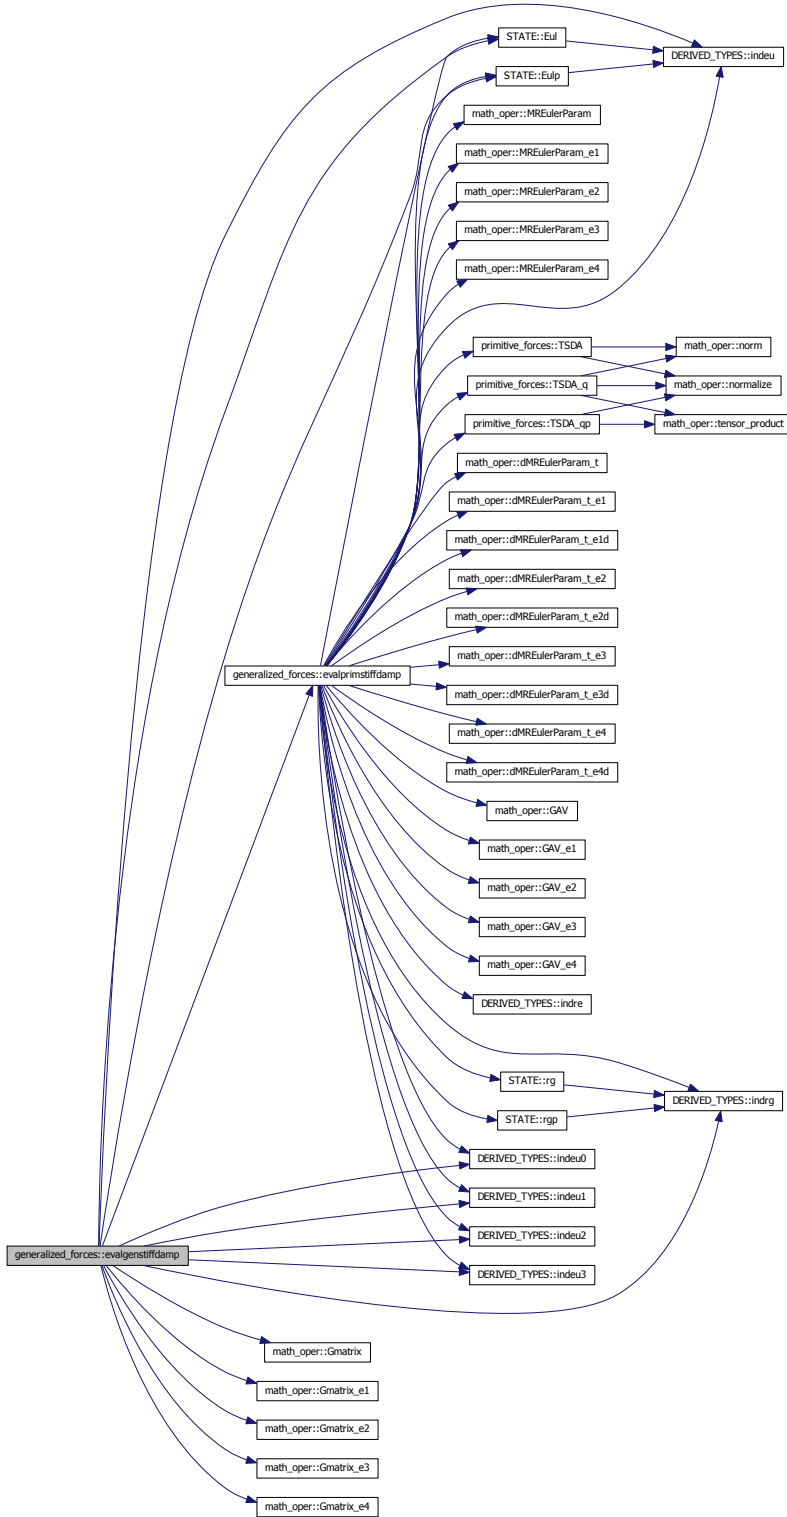 STATE::Eul
DERIVED_TYPES::indeu
STATE::Eulp
math_oper::MREulerParam
math_oper::MREulerParam_e1
math_oper::MREulerParam_e2
math_oper::MREulerParam_e3
math_oper::MREulerParam_e4
primitive_forces::TSDA
math_oper::norm
primitive_forces::TSDA_q
math_oper::normalize
primitive_forces::TSDA_qp
math_oper::tensor_product
math_oper::dMREulerParam_t
math_oper::dMREulerParam_t_e1
math_oper::dMREulerParam_t_e1d
math_oper::dMREulerParam_t_e2
math_oper::dMREulerParam_t_e2d
math_oper::dMREulerParam_t_e3
generalized_forces::evalprimstiffdamp
math_oper::dMREulerParam_t_e3d
math_oper::dMREulerParam_t_e4
math_oper::dMREulerParam_t_e4d
math_oper::GAV
math_oper::GAV_e1
math_oper::GAV_e2
math_oper::GAV_e3
math_oper::GAV_e4
DERIVED_TYPES::indre
STATE::rg
DERIVED_TYPES::indrg
STATE::rgp
DERIVED_TYPES::indeu0
DERIVED_TYPES::indeu1
DERIVED_TYPES::indeu2
generalized_forces::evalgenstiffdamp
DERIVED_TYPES::indeu3
math_oper::Gmatrix
math_oper::Gmatrix_e1
math_oper::Gmatrix_e2
math_oper::Gmatrix_e3
math_oper::Gmatrix_e4